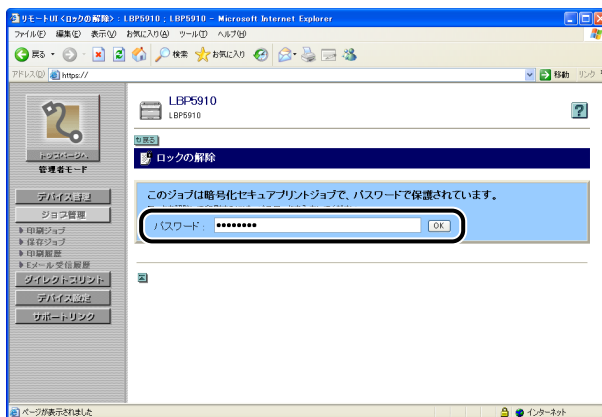 リモートUI <ロックの解除> : LBP5910 ; LBP5910 - Microsoft Internet Explorer
ファイル(F) 編集(E) 表示(V) お気に入り(A) ツール(T) ヘルプ(H)
戻る 検索 お気に入り
アドレス(D) https:// 移動 リンク
LBP5910
LBP5910
トップページへ
管理者モード
戻る
ロックの解除
デバイス管理
ジョブ管理
印刷ジョブ
保存ジョブ
印刷履歴
Eメール受信履歴
ダイレクトプリント
デバイス設定
サポートリンク
このジョブは暗号化セキュアプリントジョブで、パスワードで保護されています。
パスワード : ●●●●●●●● OK
ページが表示されました インターネット